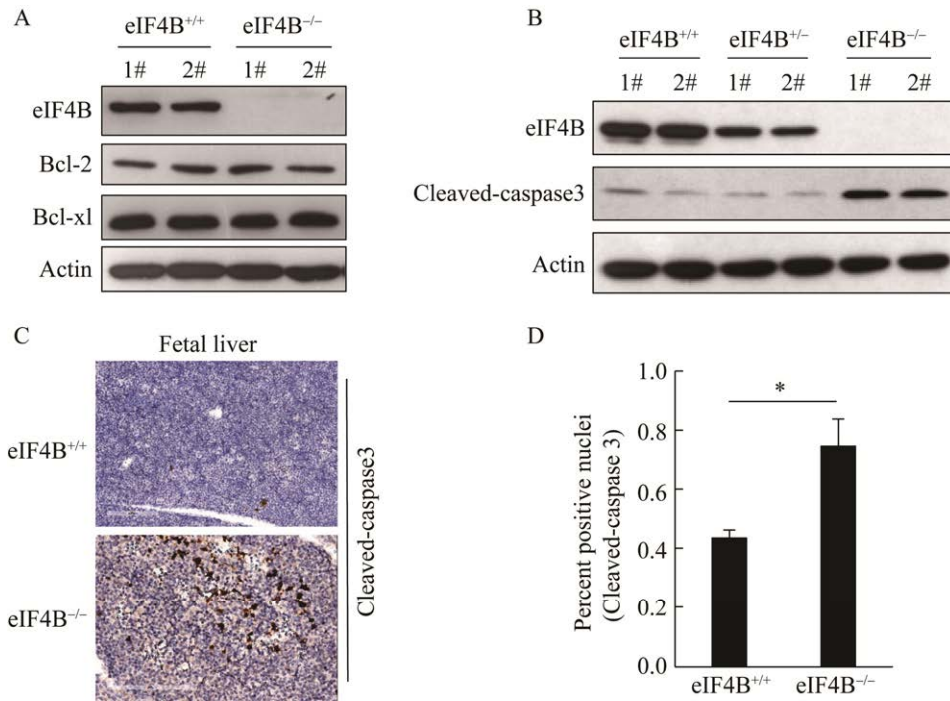 A
eIF4B+/+ eIF4B−/−
1# 2# 1# 2#
eIF4B
Bcl-2
Bcl-xl
Actin
B
eIF4B+/+ eIF4B+/− eIF4B−/−
1# 2# 1# 2# 1# 2#
eIF4B
Cleaved-caspase3
Actin
C
Fetal liver
eIF4B+/+
eIF4B−/−
Cleaved-caspase3
D
Percent positive nuclei
(Cleaved-caspase 3)
1.0
0.8
0.6
0.4
0.2
0.0
*
eIF4B+/+ eIF4B−/−